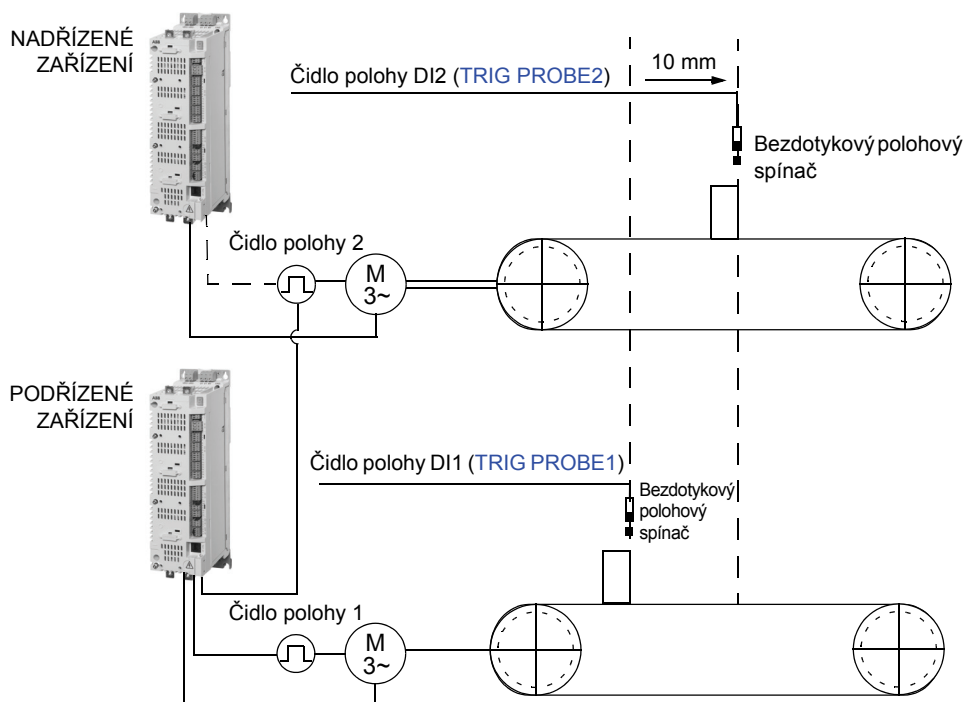 NADŘÍZENÉ
ZAŘÍZENÍ
10 mm
Čidlo polohy DI2 (TRIG PROBE2)
Bezdotykový polohový
spínač
Čidlo polohy 2
M
3~
PODŘÍZENÉ
ZAŘÍZENÍ
Čidlo polohy DI1 (TRIG PROBE1)
Bezdotykový
polohový
spínač
Čidlo polohy 1
M
3~